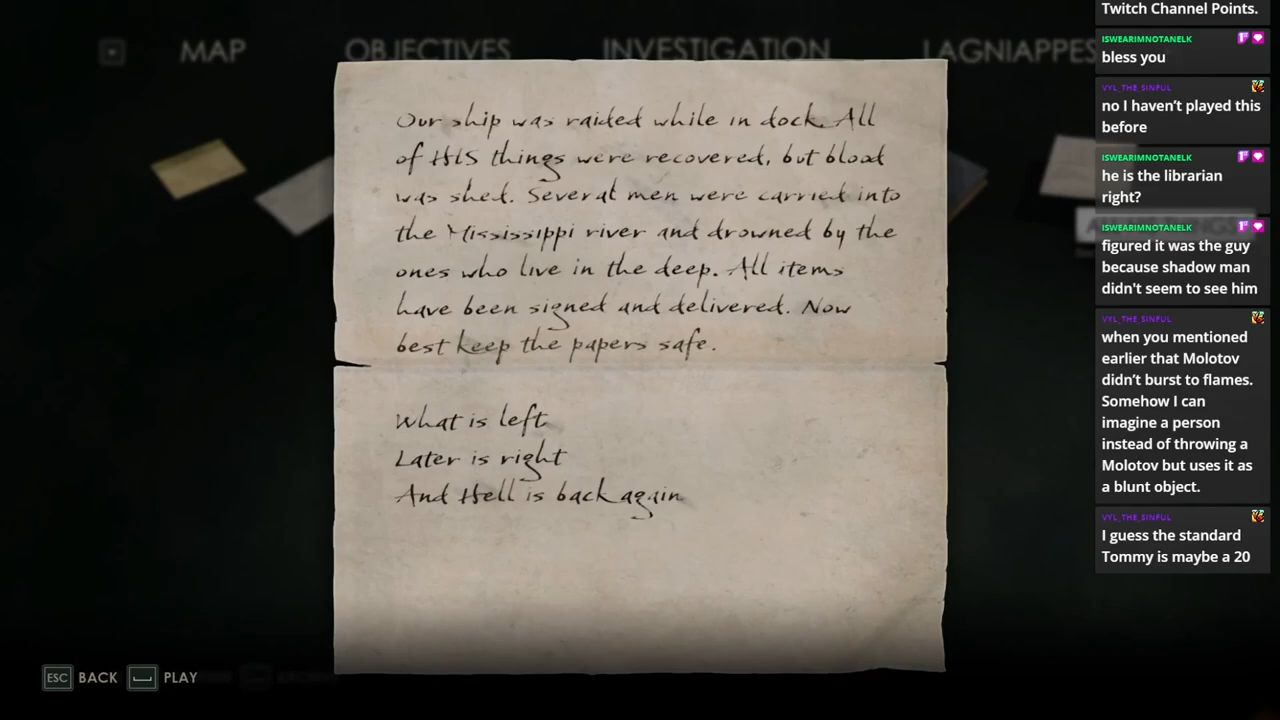 MAP
OBJECTIVES
INVESTIGATION
LAGNIAPPES
Our ship was raided while in dock. All
of HIS things were recovered, but blood
was shed. Several men were carried into
the Mississippi river and drowned by the
ones who live in the deep. All items
have been signed and delivered. Now
best keep the papers safe.
What is left
Later is right
And Hell is back again
ESC BACK
PLAY
Twitch Channel Points.
ISWEARIMNOTANELK
bless you
VYL_THE_SINFUL
no I haven’t played this
before
ISWEARIMNOTANELK
he is the librarian
right?
ISWEARIMNOTANELK
figured it was the guy
because shadow man
didn't seem to see him
VYL_THE_SINFUL
when you mentioned
earlier that Molotov
didn’t burst to flames.
Somehow I can
imagine a person
instead of throwing a
Molotov but uses it as
a blunt object.
VYL_THE_SINFUL
I guess the standard
Tommy is maybe a 20